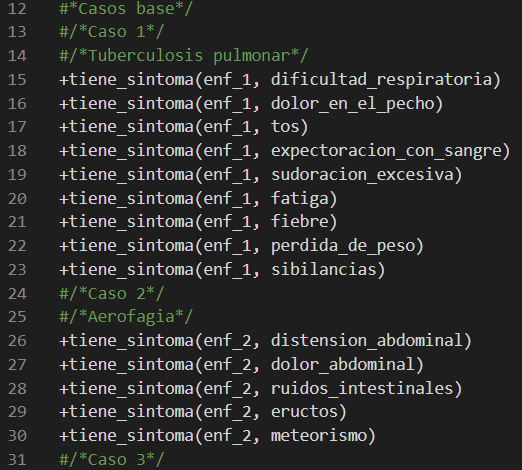 12 #*Casos base*/
13 #/*Caso 1*/
14 #/*Tuberculosis pulmonar*/
15 +tiene_sintoma(enf_1, dificultad_respiratoria)
16 +tiene_sintoma(enf_1, dolor_en_el_pecho)
17 +tiene_sintoma(enf_1, tos)
18 +tiene_sintoma(enf_1, expectoracion_con_sangre)
19 +tiene_sintoma(enf_1, sudoracion_excesiva)
20 +tiene_sintoma(enf_1, fatiga)
21 +tiene_sintoma(enf_1, fiebre)
22 +tiene_sintoma(enf_1, perdida_de_peso)
23 +tiene_sintoma(enf_1, sibilancias)
24 #/*Caso 2*/
25 #/*Aerofagia*/
26 +tiene_sintoma(enf_2, distension_abdominal)
27 +tiene_sintoma(enf_2, dolor_abdominal)
28 +tiene_sintoma(enf_2, ruidos_intestinales)
29 +tiene_sintoma(enf_2, eructos)
30 +tiene_sintoma(enf_2, meteorismo)
31 #/*Caso 3*/